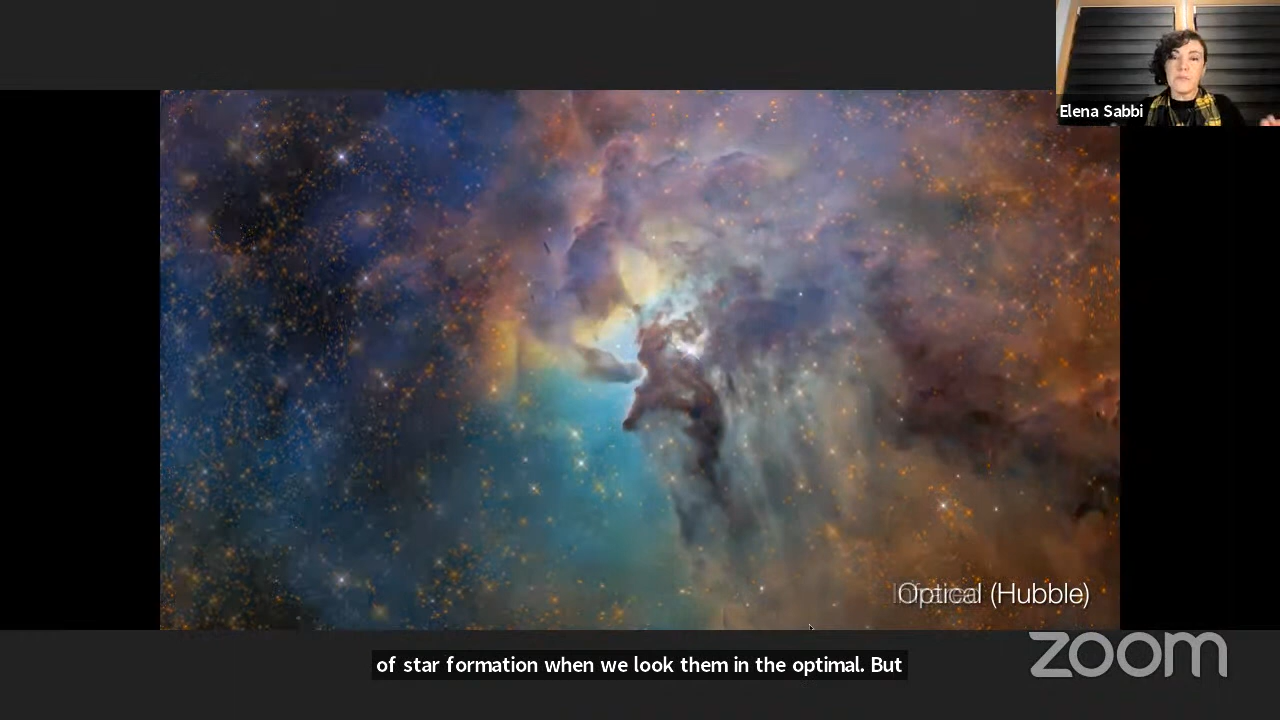 Elena Sabbi
Optical (Hubble)
of star formation when we look them in the optimal. But
zoom